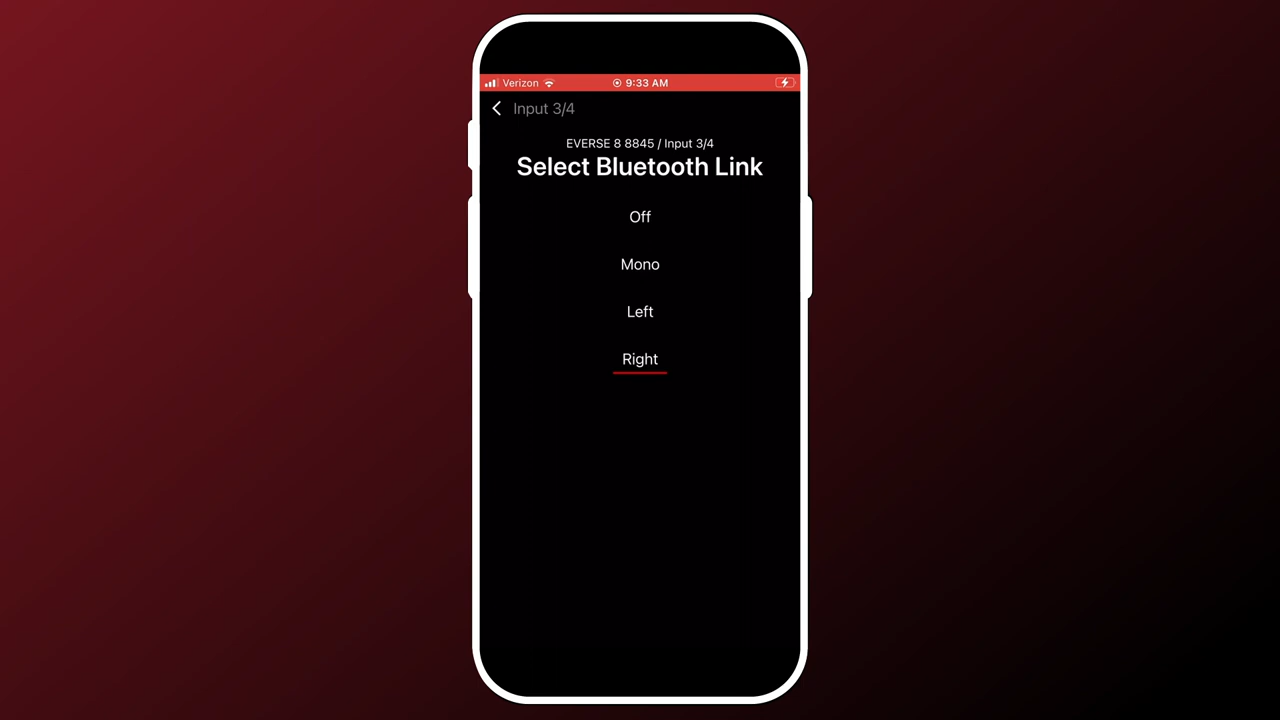 Verizon 9:33 AM
Input 3/4
EVERSE 8 8845 / Input 3/4
Select Bluetooth Link
Off
Mono
Left
Right